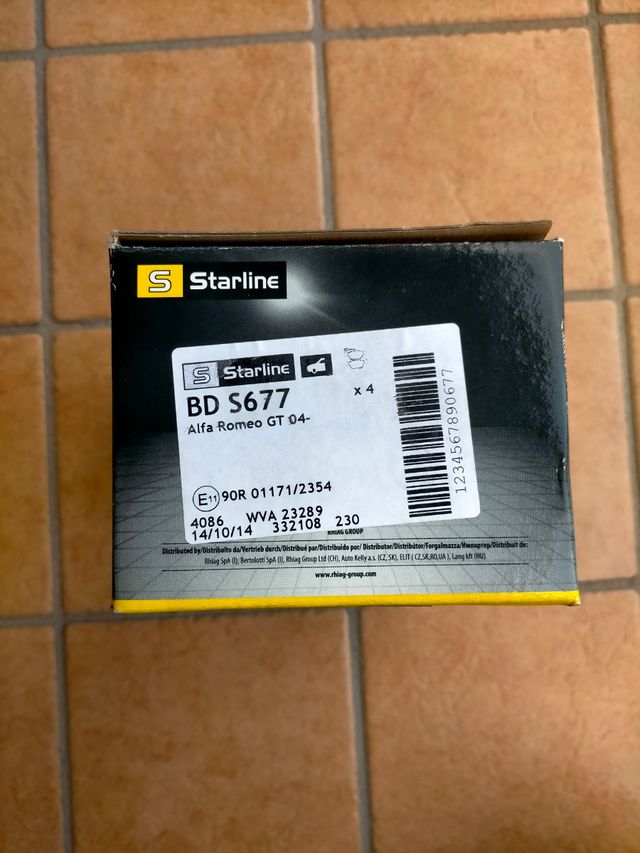 S Starline
S Starline
BD S677 x 4
Alfa Romeo GT 04-
E11 90R 01171/2354
4086 WVA 23289
14/10/14 332108 230
1234567890677
RHIAG GROUP
Distributed by/Distribuito da/Vertrieb durch/Distribué par/Distribuido por/ Distributor/Distribútor/Forgalmazza/Импортер/Distribuit de:
Rhiag SpA (I), Bertolotti SpA (I), Rhiag Group Ltd (CH), Auto Kelly a.s. (CZ, SK), ELIT ( CZ,SK,RO,UA ), Lang kft (HU)
www.rhiag-group.com